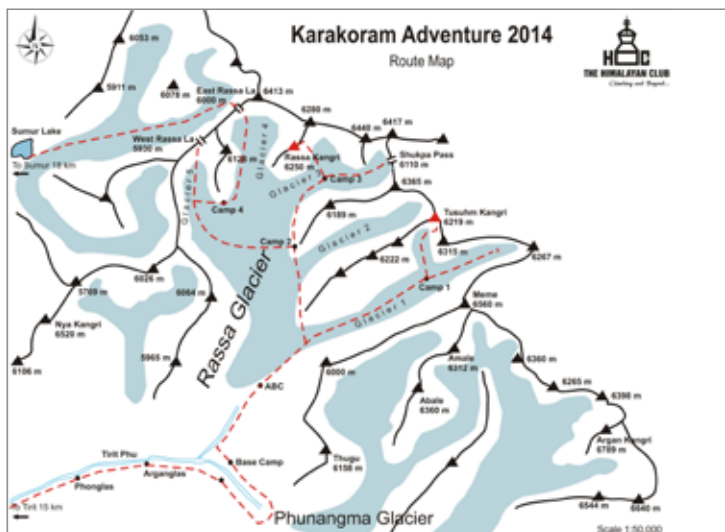 Karakoram Adventure 2014
Route Map
THE HIMALAYAN CLUB
6053 m
5911 m
6078 m
East Rassa La
6000 m
6413 m
6280 m
6440 m
6417 m
Sumur Lake
To Sumur 18 km
West Rassa La
Glacier 4
Rassa Kangri
6250 m
Shukpa Pass
6110 m
Camp 3
6365 m
Glacier 5
Camp 4
6189 m
Glacier 2
Tusuhm Kangri
6219 m
Camp 2
6222 m
6315 m
6267 m
Camp 1
Glacier 1
5769 m
6026 m
6064 m
Meme
6560 m
Nya Kangri
6520 m
Rassa Glacier
6106 m
5965 m
ABC
6000 m
Amale
6312 m
6360 m
6265 m
6398 m
Abale
6360 m
Argan Kangri
6789 m
Tirit Phu
Arganglas
Phonglas
Base Camp
Thugu
6158 m
To Tirit 15 km
Phunangma Glacier
6544 m
6640 m
Scale 1:50,000